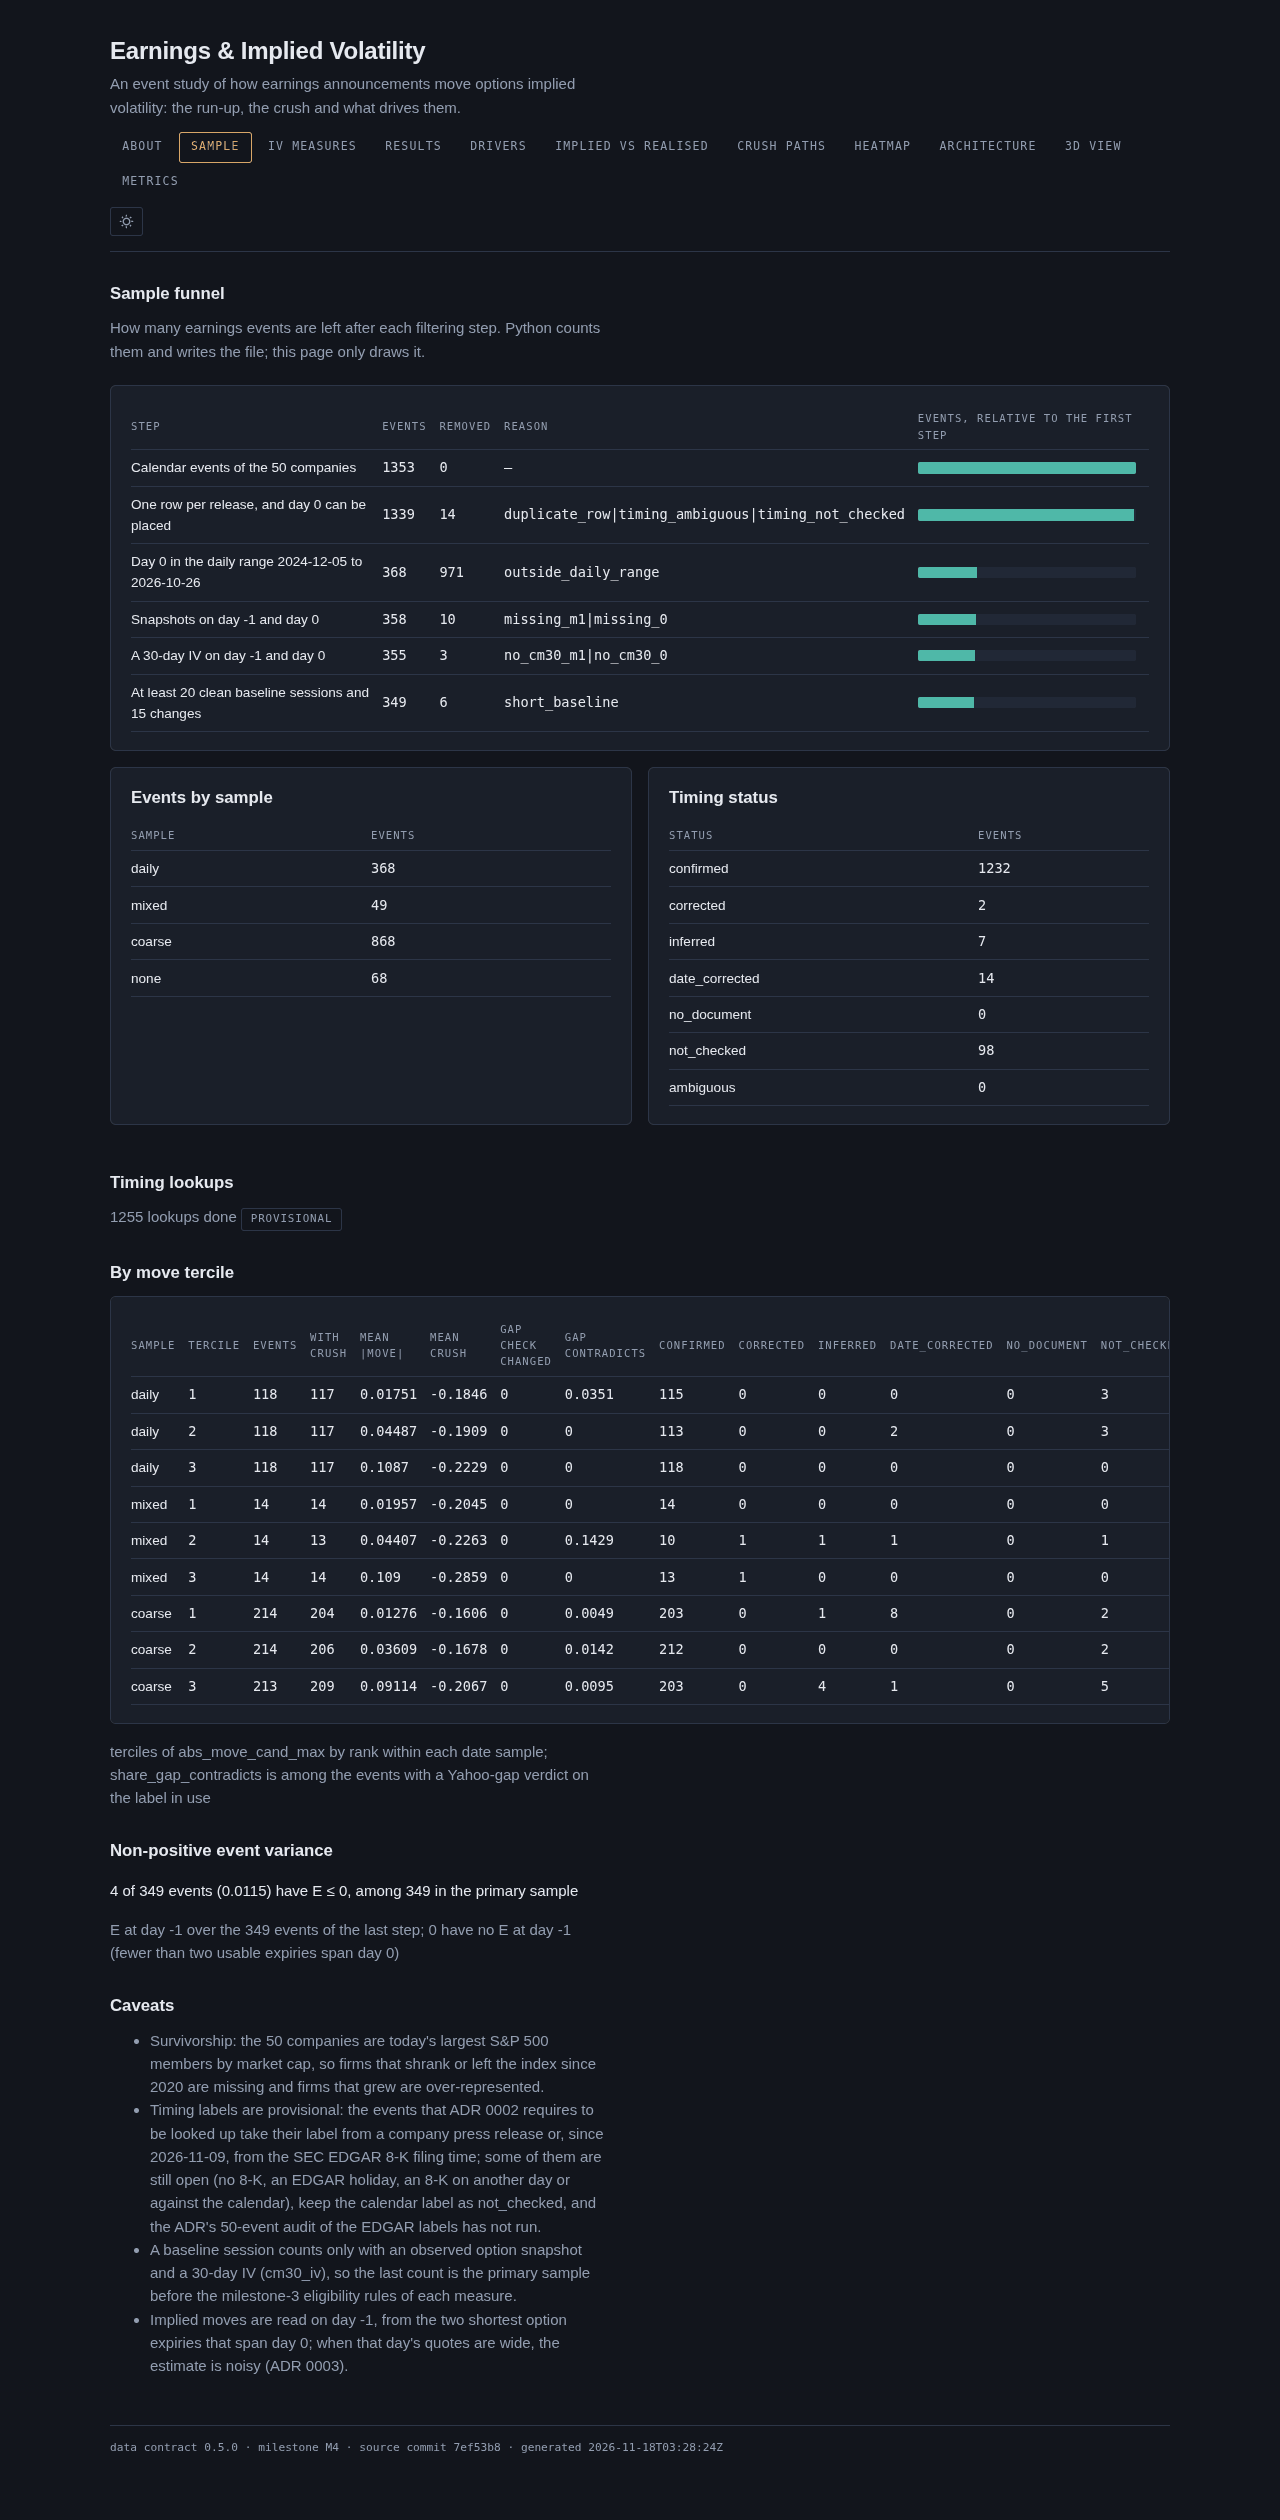 Earnings & Implied Volatility
An event study of how earnings announcements move options implied
volatility: the run-up, the crush and what drives them.
ABOUT SAMPLE IV MEASURES RESULTS DRIVERS IMPLIED VS REALISED CRUSH PATHS HEATMAP ARCHITECTURE 3D VIEW
METRICS
Sample funnel
How many earnings events are left after each filtering step. Python counts
them and writes the file; this page only draws it.
STEP EVENTS REMOVED REASON EVENTS, RELATIVE TO THE FIRST
STEP
Calendar events of the 50 companies 1353 0 —
One row per release, and day 0 can be
placed 1339 14 duplicate_row|timing_ambiguous|timing_not_checked
Day 0 in the daily range 2024-12-05 to
2026-10-26 368 971 outside_daily_range
Snapshots on day -1 and day 0 358 10 missing_m1|missing_0
A 30-day IV on day -1 and day 0 355 3 no_cm30_m1|no_cm30_0
At least 20 clean baseline sessions and
15 changes 349 6 short_baseline
Events by sample
SAMPLE EVENTS
daily 368
mixed 49
coarse 868
none 68
Timing status
STATUS EVENTS
confirmed 1232
corrected 2
inferred 7
date_corrected 14
no_document 0
not_checked 98
ambiguous 0
Timing lookups
1255 lookups done PROVISIONAL
By move tercile
SAMPLE TERCILE EVENTS WITH CRUSH MEAN |MOVE| MEAN CRUSH GAP CHECK CHANGED GAP CONTRADICTS CONFIRMED CORRECTED INFERRED DATE_CORRECTED NO_DOCUMENT
daily 1 118 117 0.01751 -0.1846 0 0.0351 115 0 0 0 0 3
daily 2 118 117 0.04487 -0.1909 0 0 113 0 0 2 0 3
daily 3 118 117 0.1087 -0.2229 0 0 118 0 0 0 0 0
mixed 1 14 14 0.01957 -0.2045 0 0 14 0 0 0 0 0
mixed 2 14 13 0.04407 -0.2263 0 0.1429 10 1 1 1 0 1
mixed 3 14 14 0.109 -0.2859 0 0 13 1 0 0 0 0
coarse 1 214 204 0.01276 -0.1606 0 0.0049 203 0 1 8 0 2
coarse 2 214 206 0.03609 -0.1678 0 0.0142 212 0 0 0 0 2
coarse 3 213 209 0.09114 -0.2067 0 0.0095 203 0 4 1 0 5
terciles of abs_move_cand_max by rank within each date sample;
share_gap_contradicts is among the events with a Yahoo-gap verdict on
the label in use
Non-positive event variance
4 of 349 events (0.0115) have E ≤ 0, among 349 in the primary sample
E at day -1 over the 349 events of the last step; 0 have no E at day -1
(fewer than two usable expiries span day 0)
Caveats
• Survivorship: the 50 companies are today's largest S&P 500
members by market cap, so firms that shrank or left the index since
2020 are missing and firms that grew are over-represented.
• Timing labels are provisional: the events that ADR 0002 requires to
be looked up take their label from a company press release or, since
2026-11-09, from the SEC EDGAR 8-K filing time; some of them are
still open (no 8-K, an EDGAR holiday, an 8-K on another day or
against the calendar), keep the calendar label as not_checked, and
the ADR's 50-event audit of the EDGAR labels has not run.
• A baseline session counts only with an observed option snapshot
and a 30-day IV (cm30_iv), so the last count is the primary sample
before the milestone-3 eligibility rules of each measure.
• Implied moves are read on day -1, from the two shortest option
expiries that span day 0; when that day's quotes are wide, the
estimate is noisy (ADR 0003).
data contract 0.5.0 · milestone M4 · source commit 7ef53b8 · generated 2026-11-18T03:28:24Z